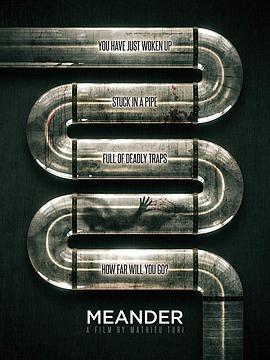 YOU HAVE JUST WOKEN UP
STUCK IN A PIPE
FULL OF DEADLY TRAPS
HOW FAR WILL YOU GO?
MEANDER
A FILM BY MATHIEU TURI